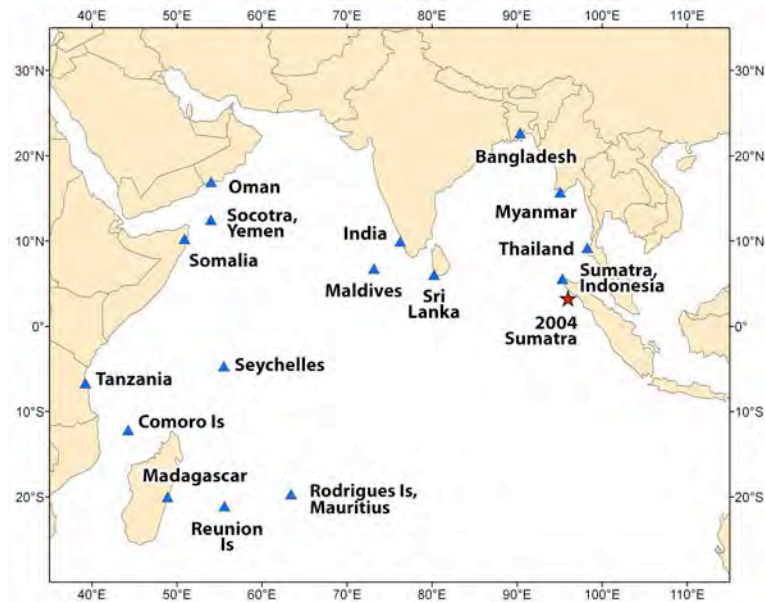 40°E 50°E 60°E 70°E 80°E 90°E 100°E 110°E
30°N 30°N
20°N 20°N
10°N 10°N
0° 0°
10°S 10°S
20°S 20°S
Bangladesh
Oman
Myanmar
Socotra,
Yemen
India
Thailand
Somalia
Sumatra,
Indonesia
Maldives
Sri
Lanka
2004
Sumatra
Seychelles
Tanzania
Comoro Is
Madagascar
Rodrigues Is,
Mauritius
Reunion
Is
40°E 50°E 60°E 70°E 80°E 90°E 100°E 110°E